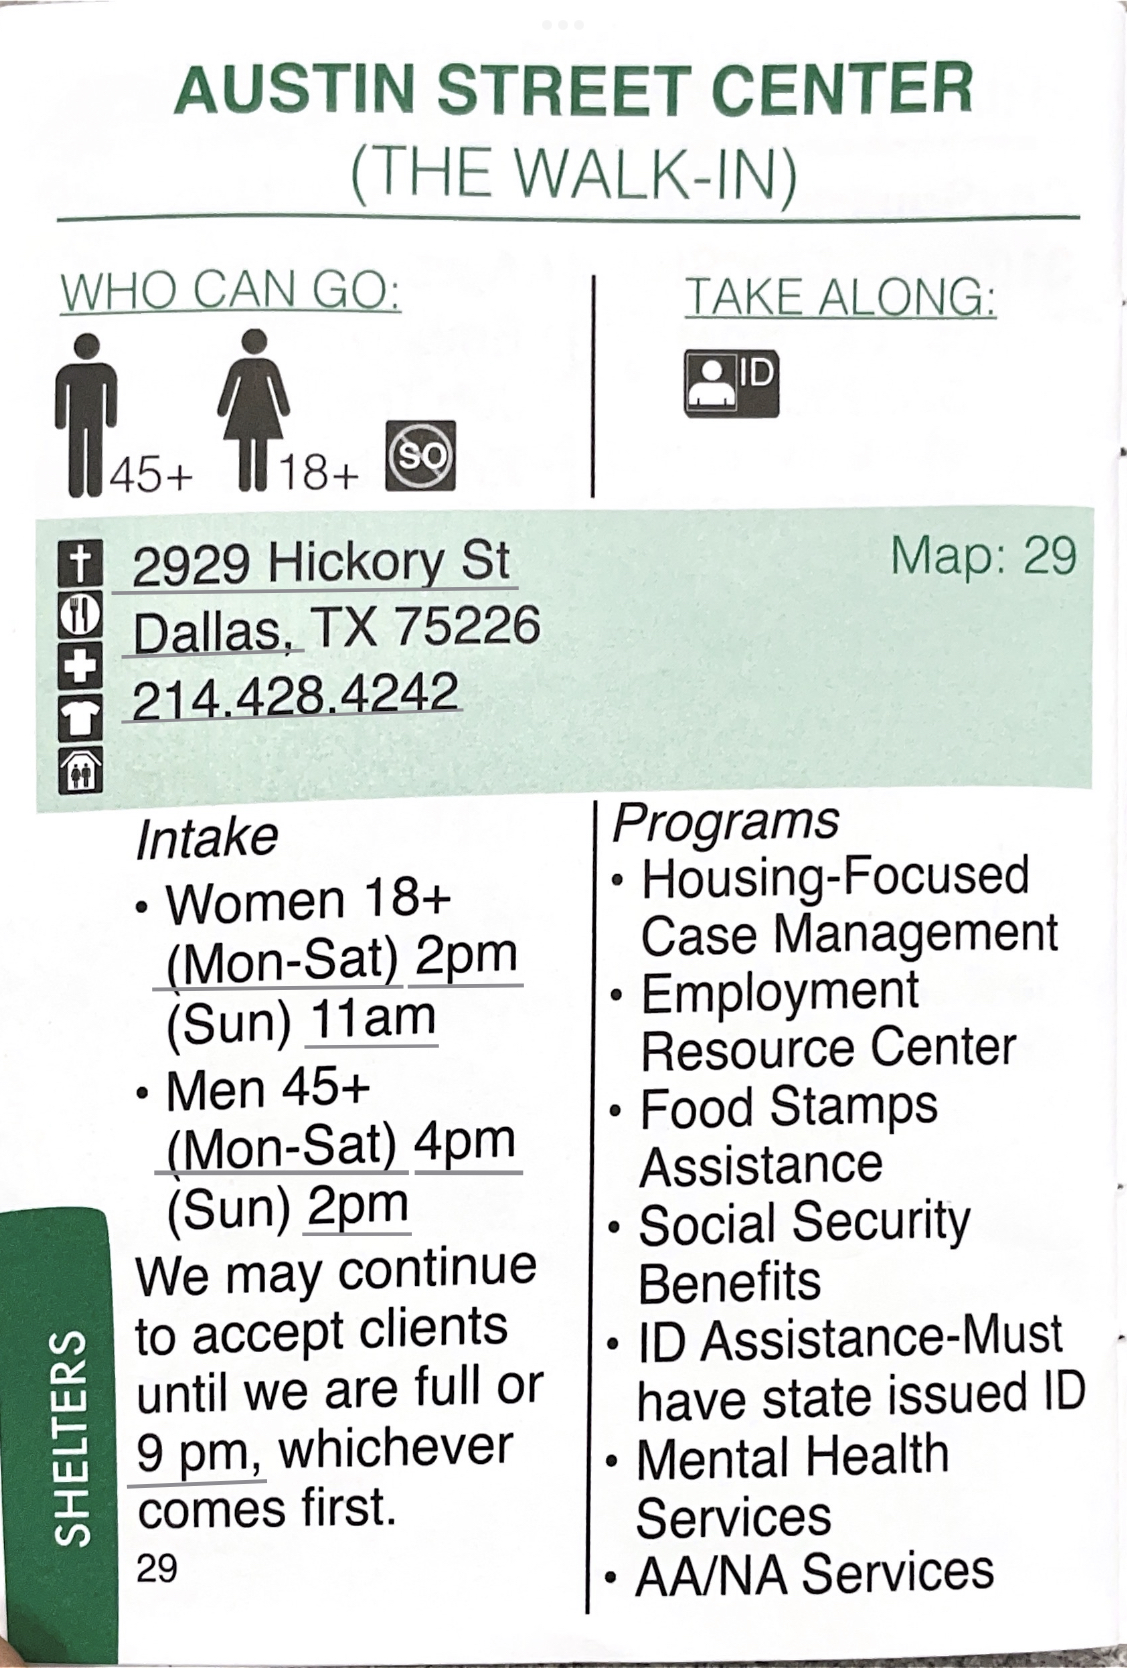 AUSTIN STREET CENTER
(THE WALK-IN)
WHO CAN GO:
45+
18+
SO
TAKE ALONG:
ID
2929 Hickory St
Dallas, TX 75226
214.428.4242
Map: 29
Intake
• Women 18+
(Mon-Sat) 2pm
(Sun) 11am
• Men 45+
(Mon-Sat) 4pm
(Sun) 2pm
We may continue
to accept clients
until we are full or
9 pm, whichever
comes first.
29
Programs
• Housing-Focused
Case Management
• Employment
Resource Center
• Food Stamps
Assistance
• Social Security
Benefits
• ID Assistance-Must
have state issued ID
• Mental Health
Services
• AA/NA Services
SHELTERS